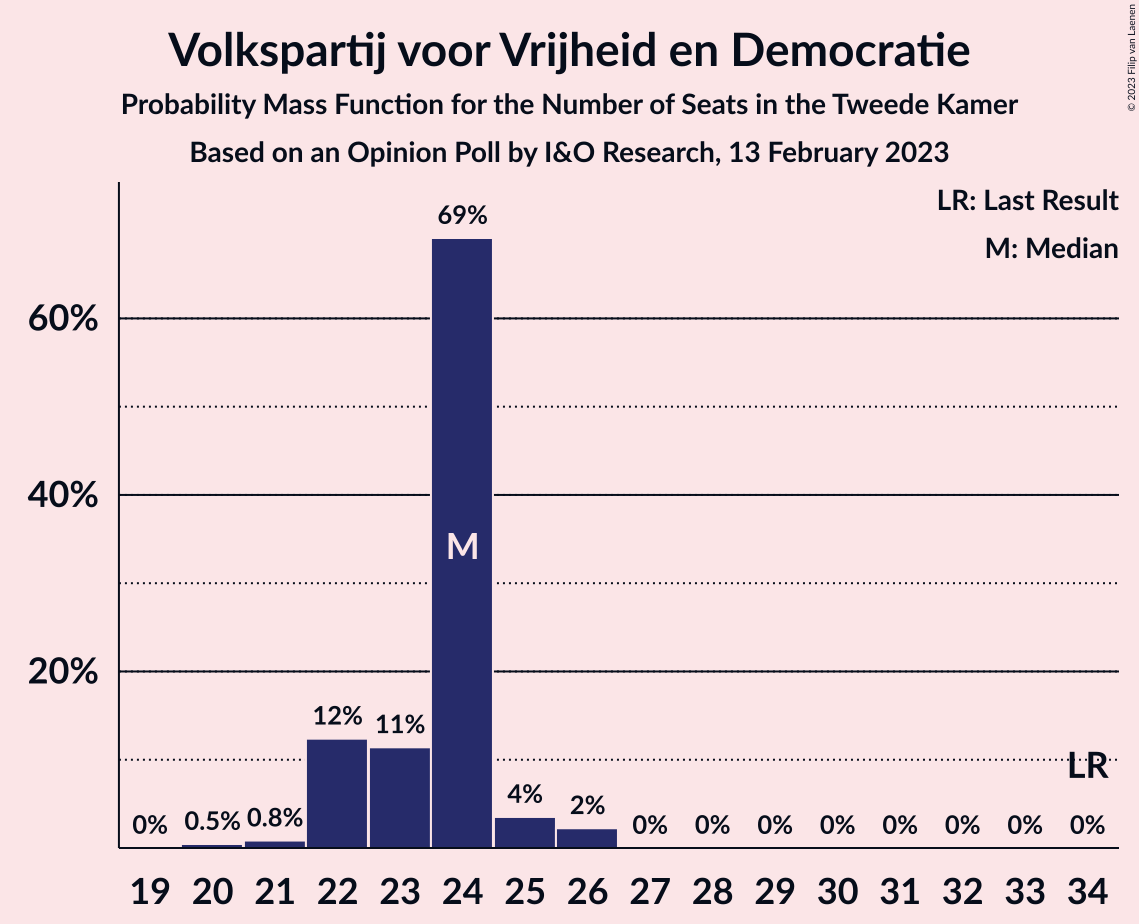 Volkspartij voor Vrijheid en Democratie
Probability Mass Function for the Number of Seats in the Tweede Kamer
Based on an Opinion Poll by I&O Research, 13 February 2023
© 2023 Filip van Laenen
LR: Last Result
M: Median
60%
40%
20%
0% 0.5% 0.8% 12% 11% 69% 4% 2% 0% 0% 0% 0% 0% 0% 0% 0%
M
LR
19 20 21 22 23 24 25 26 27 28 29 30 31 32 33 34